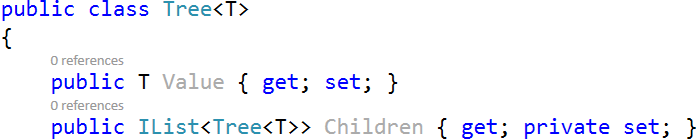 public class Tree<T>
{
0 references
public T Value { get; set; }
0 references
public IList<Tree<T>> Children { get; private set; }